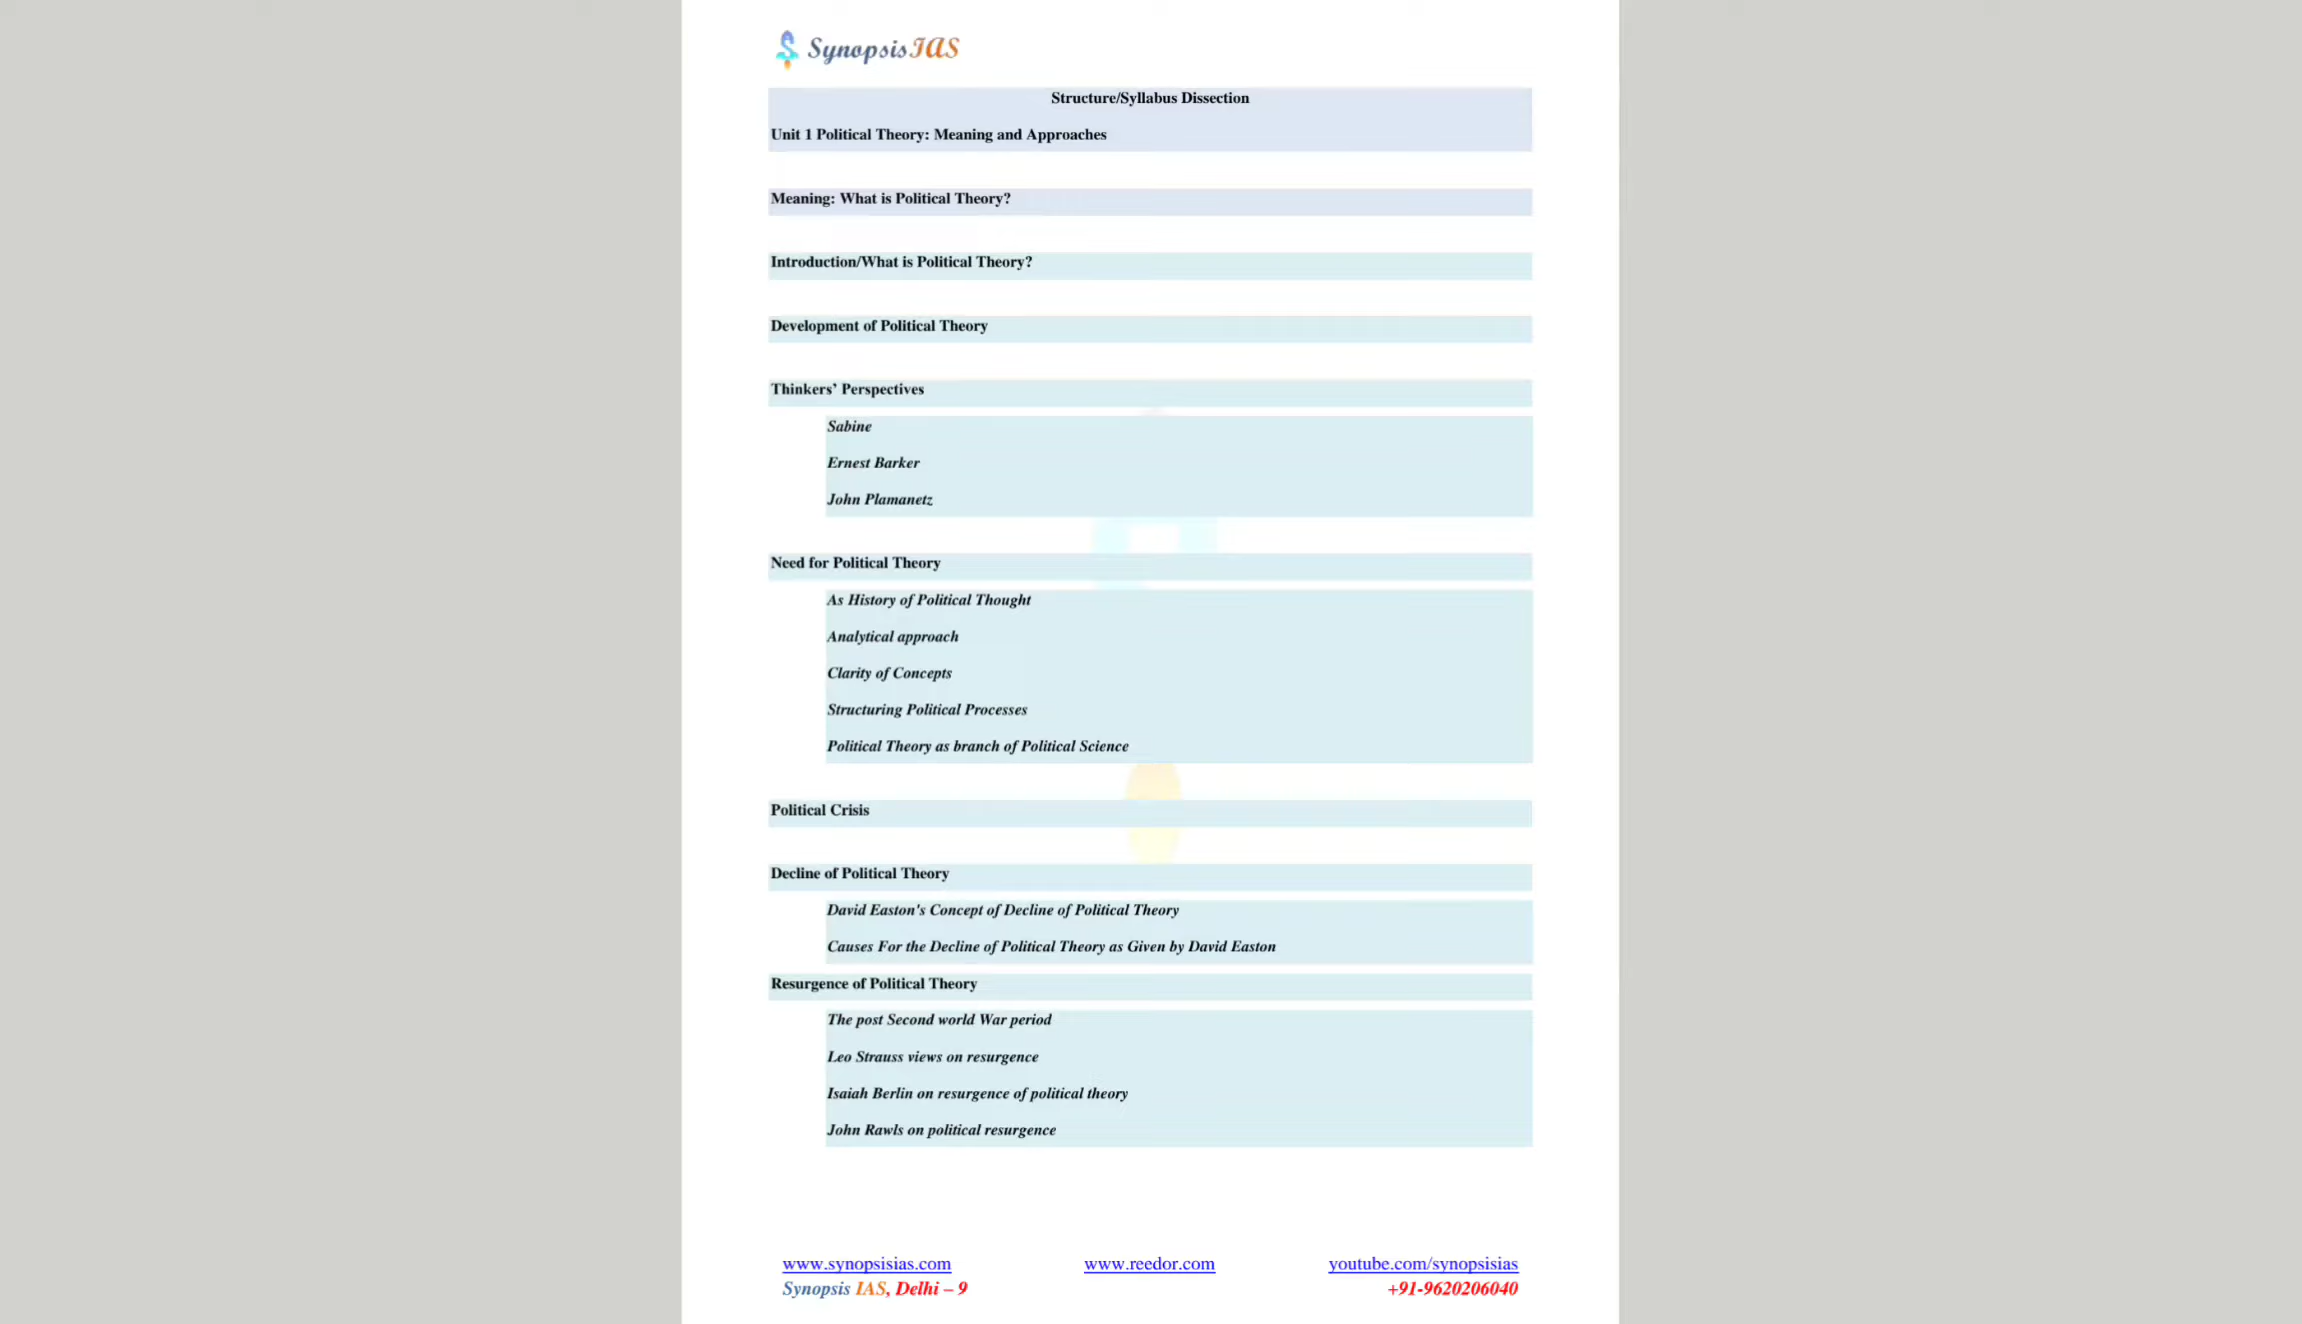 Synopsis IAS
Structure/Syllabus Dissection
Unit 1 Political Theory: Meaning and Approaches
Meaning: What is Political Theory?
Introduction/What is Political Theory?
Development of Political Theory
Thinkers’ Perspectives
Sabine
Ernest Barker
John Plamanetz
Need for Political Theory
As History of Political Thought
Analytical approach
Clarity of Concepts
Structuring Political Processes
Political Theory as branch of Political Science
Political Crisis
Decline of Political Theory
David Easton's Concept of Decline of Political Theory
Causes For the Decline of Political Theory as Given by David Easton
Resurgence of Political Theory
The post Second world War period
Leo Strauss views on resurgence
Isaiah Berlin on resurgence of political theory
John Rawls on political resurgence
www.synopsisias.com www.reedor.com youtube.com/synopsisias
Synopsis IAS, Delhi – 9 +91-9620206040